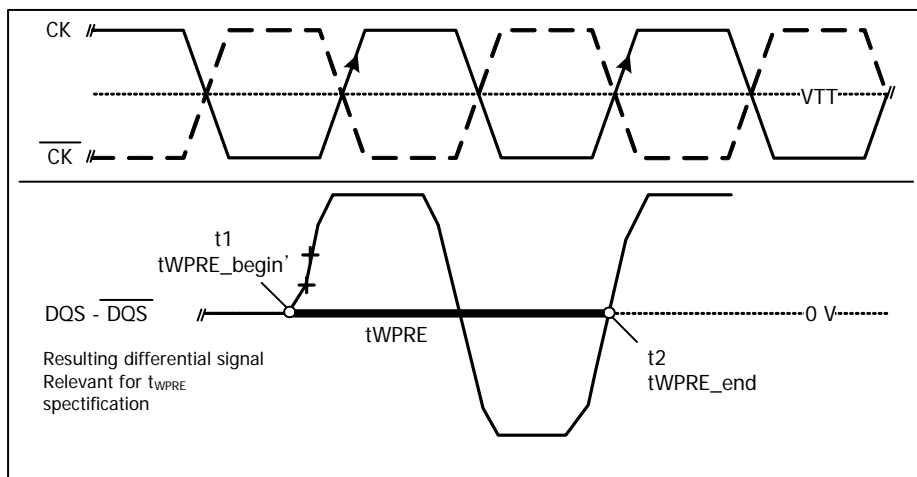 CK
VTT
CK
t1
tWPRE_begin’
DQS - DQS
tWPRE
0 V
t2
tWPRE_end
Resulting differential signal
Relevant for tWPRE
spectification